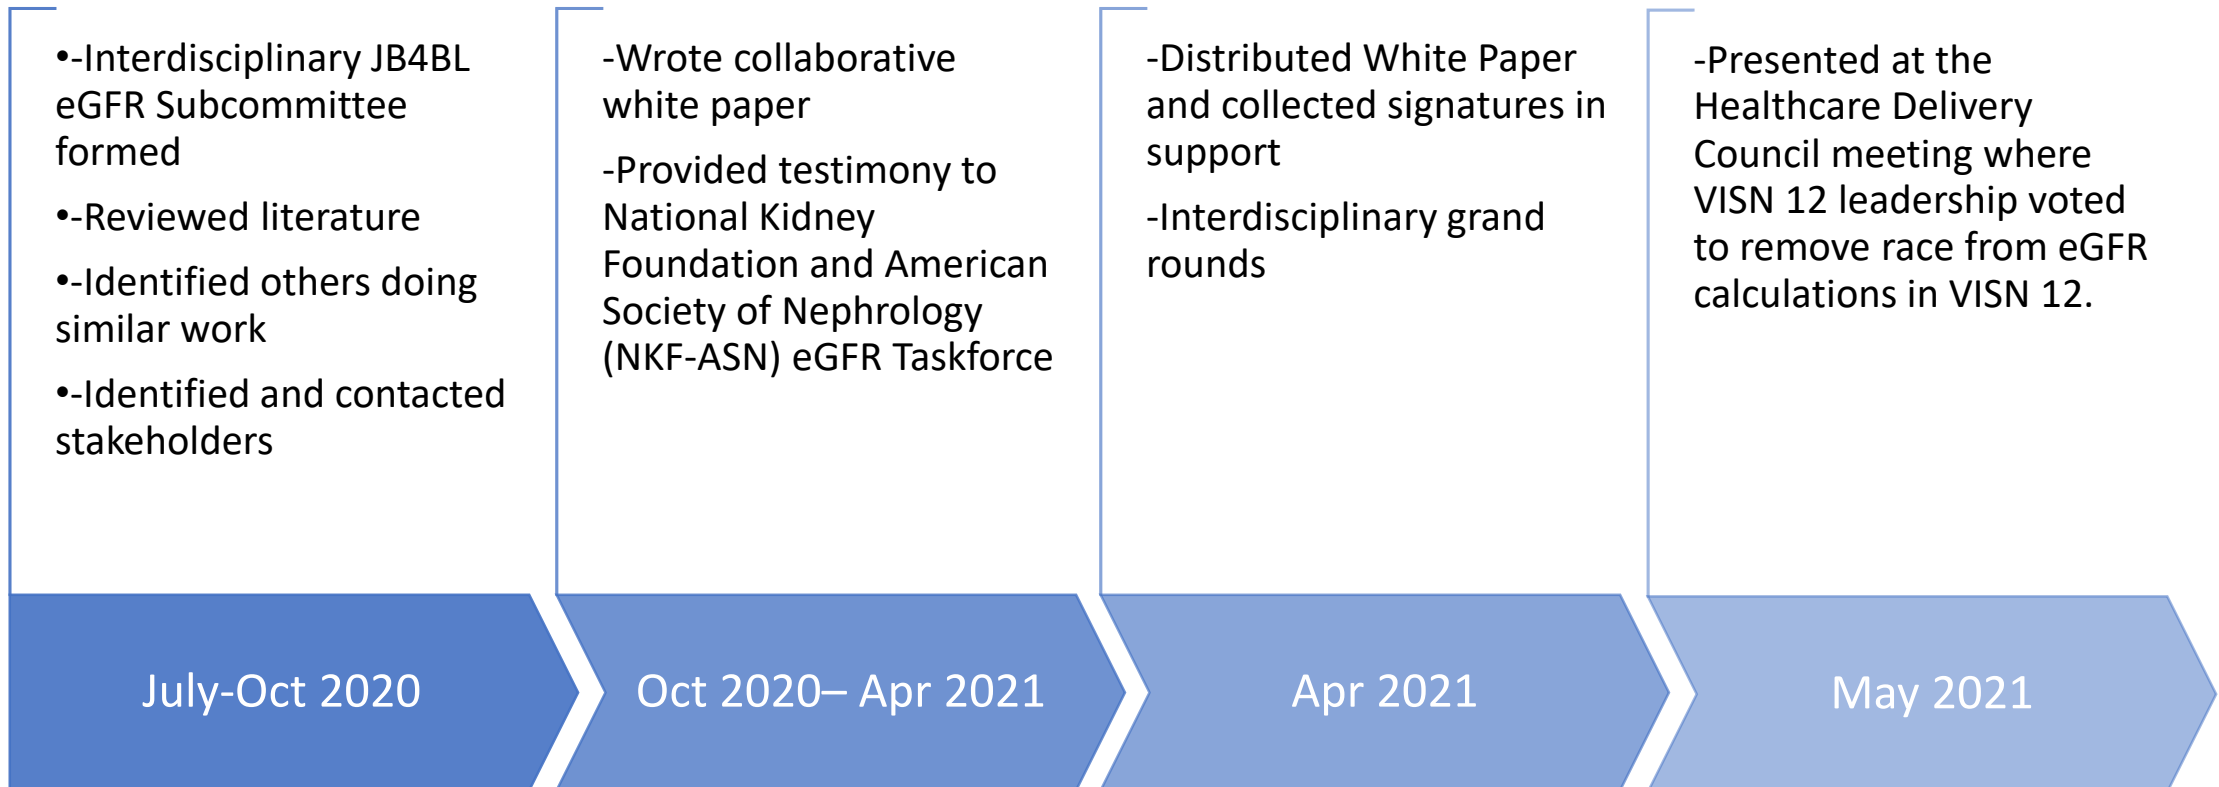 •-Interdisciplinary JB4BL
eGFR Subcommittee
formed
•-Reviewed literature
•-Identified others doing
similar work
•-Identified and contacted
stakeholders
-Wrote collaborative
white paper
-Provided testimony to
National Kidney
Foundation and American
Society of Nephrology
(NKF-ASN) eGFR Taskforce
-Distributed White Paper
and collected signatures in
support
-Interdisciplinary grand
rounds
-Presented at the
Healthcare Delivery
Council meeting where
VISN 12 leadership voted
to remove race from eGFR
calculations in VISN 12.
July-Oct 2020
Oct 2020– Apr 2021
Apr 2021
May 2021